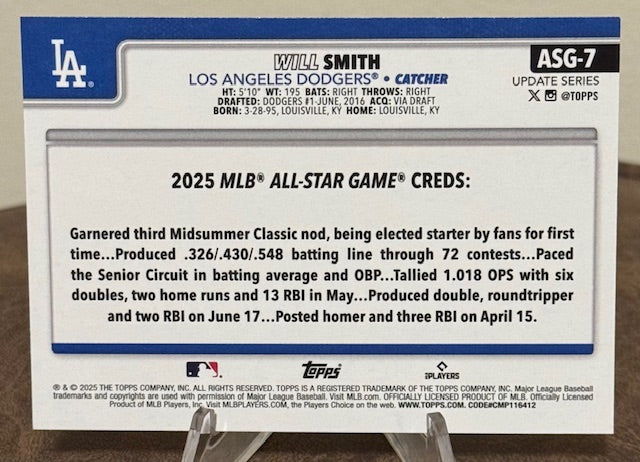 LA
WILL SMITH
LOS ANGELES DODGERS® • CATCHER
HT: 5'10" WT: 195 BATS: RIGHT THROWS: RIGHT
DRAFTED: DODGERS #1-JUNE, 2016 ACQ: VIA DRAFT
BORN: 3-28-95, LOUISVILLE, KY HOME: LOUISVILLE, KY
ASG-7
UPDATE SERIES
X @TOPPS
2025 MLB® ALL-STAR GAME® CREDS:
Garnered third Midsummer Classic nod, being elected starter by fans for first
time...Produced .326/.430/.548 batting line through 72 contests...Paced
the Senior Circuit in batting average and OBP...Tallied 1.018 OPS with six
doubles, two home runs and 13 RBI in May...Produced double, roundtripper
and two RBI on June 17...Posted homer and three RBI on April 15.
Topps
PLAYERS
® & © 2025 THE TOPPS COMPANY, INC. ALL RIGHTS RESERVED. TOPPS IS A REGISTERED TRADEMARK OF THE TOPPS COMPANY, INC. Major League Baseball
trademarks and copyrights are used with permission of Major League Baseball. Visit MLB.com. OFFICIALLY LICENSED PRODUCT OF MLB. Officially Licensed
Product of MLB Players, Inc. Visit MLBPLAYERS.COM, the Players Choice on the web. WWW.TOPPS.COM. CODE#CMP116412